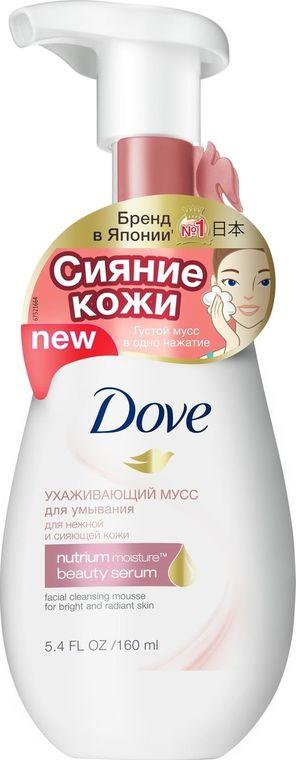 Бренд
в Японии
№1 日本
Сияние
кожи
new
Густой мусс
в одно нажатие
67521664
Dove
УХАЖИВАЮЩИЙ МУСС
для умывания
для нежной
и сияющей кожи
nutrium moisture™
beauty serum
facial cleansing mousse
for bright and radiant skin
5.4 FL OZ /160 ml